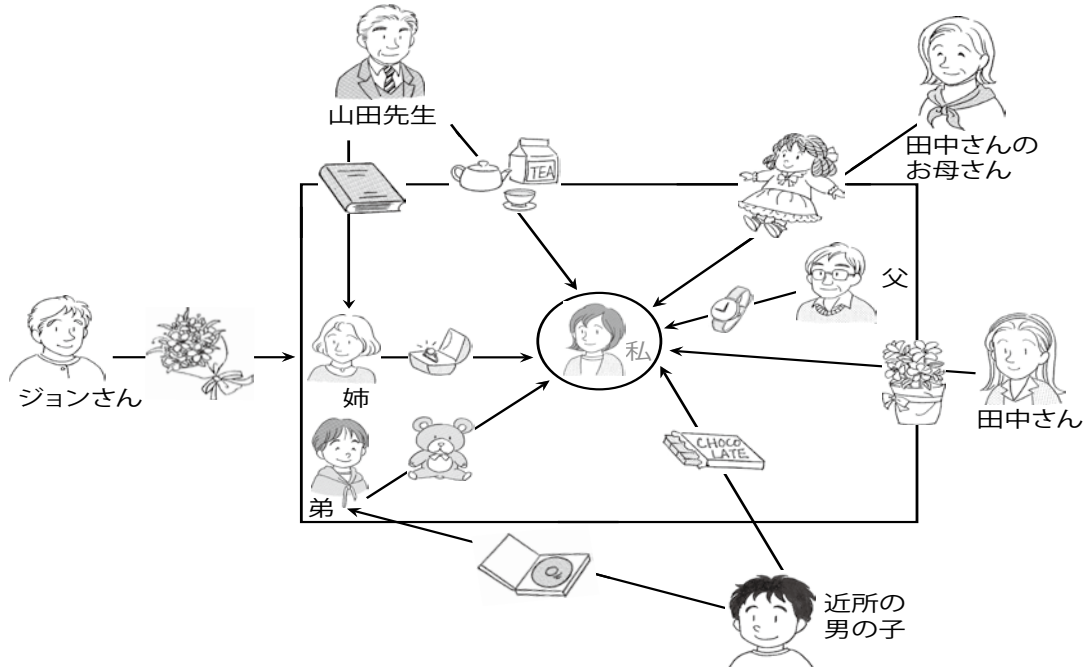 山田先生
田中さんの
お母さん
TEA
父
私
ジョンさん
姉
田中さん
CHOCO
LATE
弟
近所の
男の子